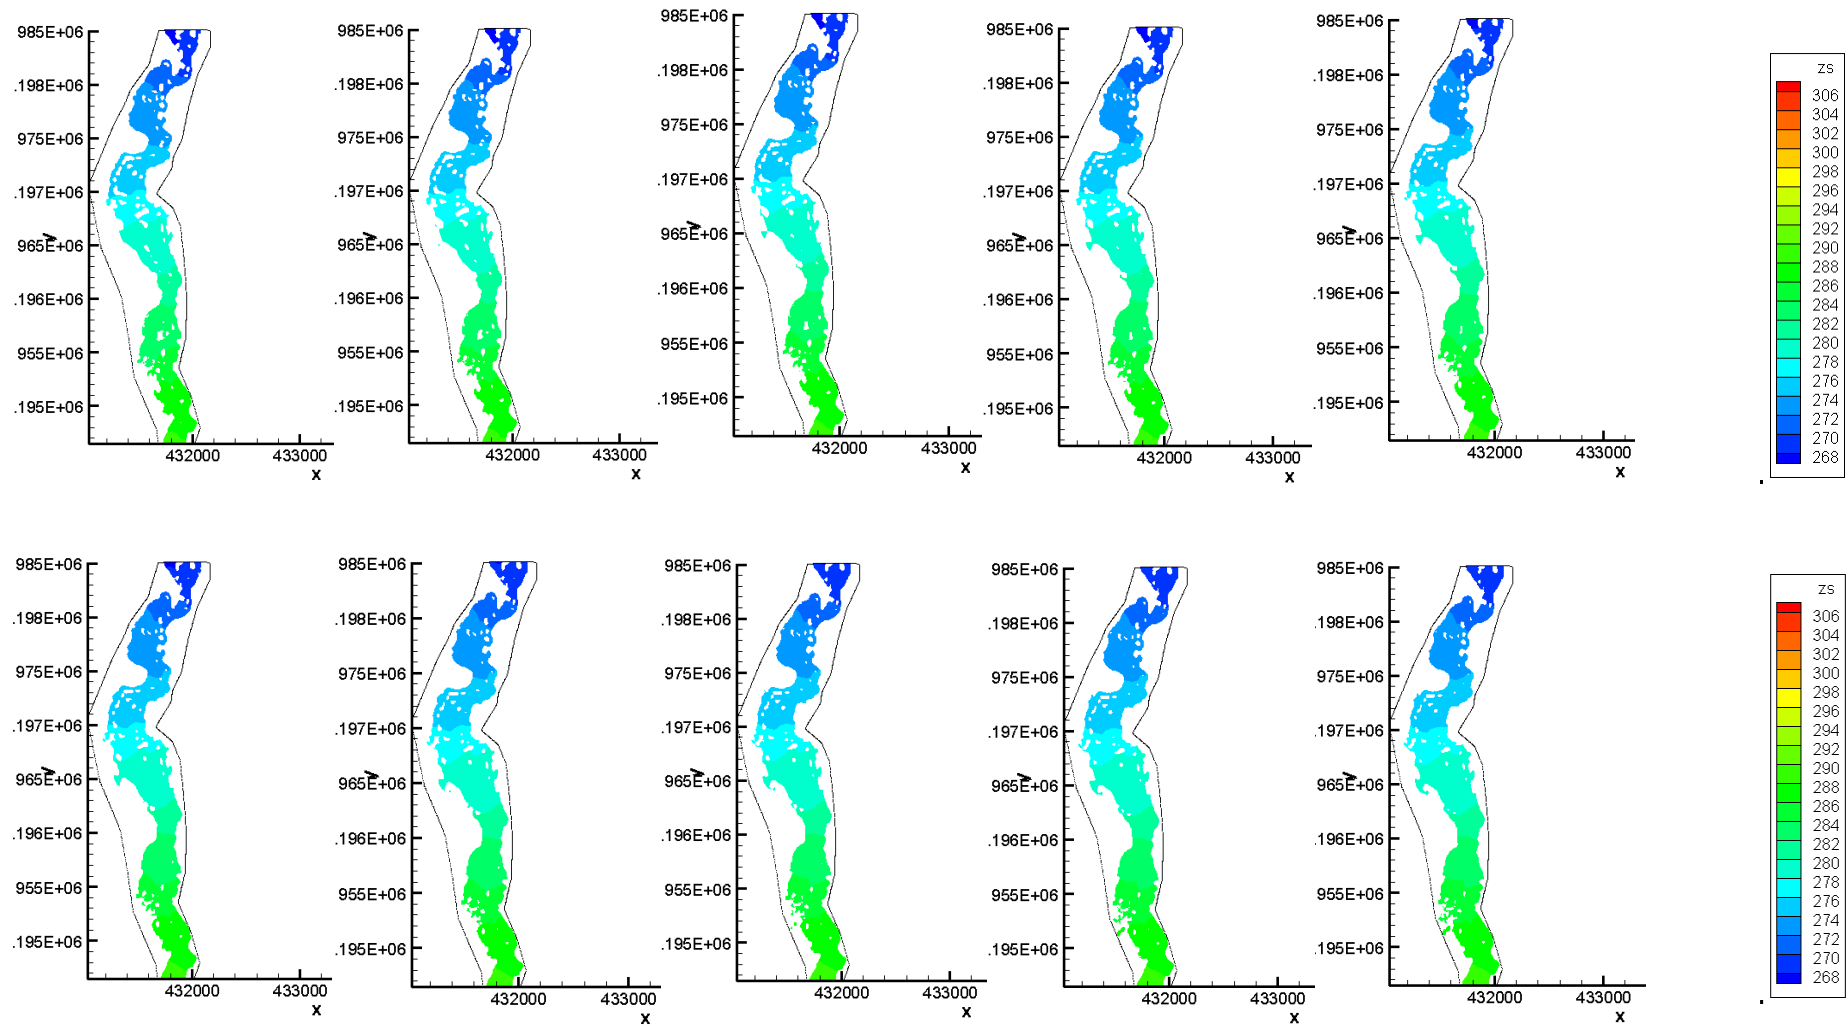 985E+06
.198E+06
975E+06
.197E+06
965E+06
.196E+06
955E+06
.195E+06
432000 433000
X
985E+06
.198E+06
975E+06
.197E+06
965E+06
.196E+06
955E+06
.195E+06
432000 433000
X
985E+06
.198E+06
975E+06
.197E+06
965E+06
.196E+06
955E+06
.195E+06
432000 433000
X
985E+06
.198E+06
975E+06
.197E+06
965E+06
.196E+06
955E+06
.195E+06
432000 433000
X
985E+06
.198E+06
975E+06
.197E+06
965E+06
.196E+06
955E+06
.195E+06
432000 433000
X
zs
306
304
302
300
298
296
294
292
290
288
286
284
282
280
278
276
274
272
270
268
985E+06
.198E+06
975E+06
.197E+06
965E+06
.196E+06
955E+06
.195E+06
432000 433000
X
985E+06
.198E+06
975E+06
.197E+06
965E+06
.196E+06
955E+06
.195E+06
432000 433000
X
985E+06
.198E+06
975E+06
.197E+06
965E+06
.196E+06
955E+06
.195E+06
432000 433000
X
985E+06
.198E+06
975E+06
.197E+06
965E+06
.196E+06
955E+06
.195E+06
432000 433000
X
985E+06
.198E+06
975E+06
.197E+06
965E+06
.196E+06
955E+06
.195E+06
432000 433000
X
zs
306
304
302
300
298
296
294
292
290
288
286
284
282
280
278
276
274
272
270
268